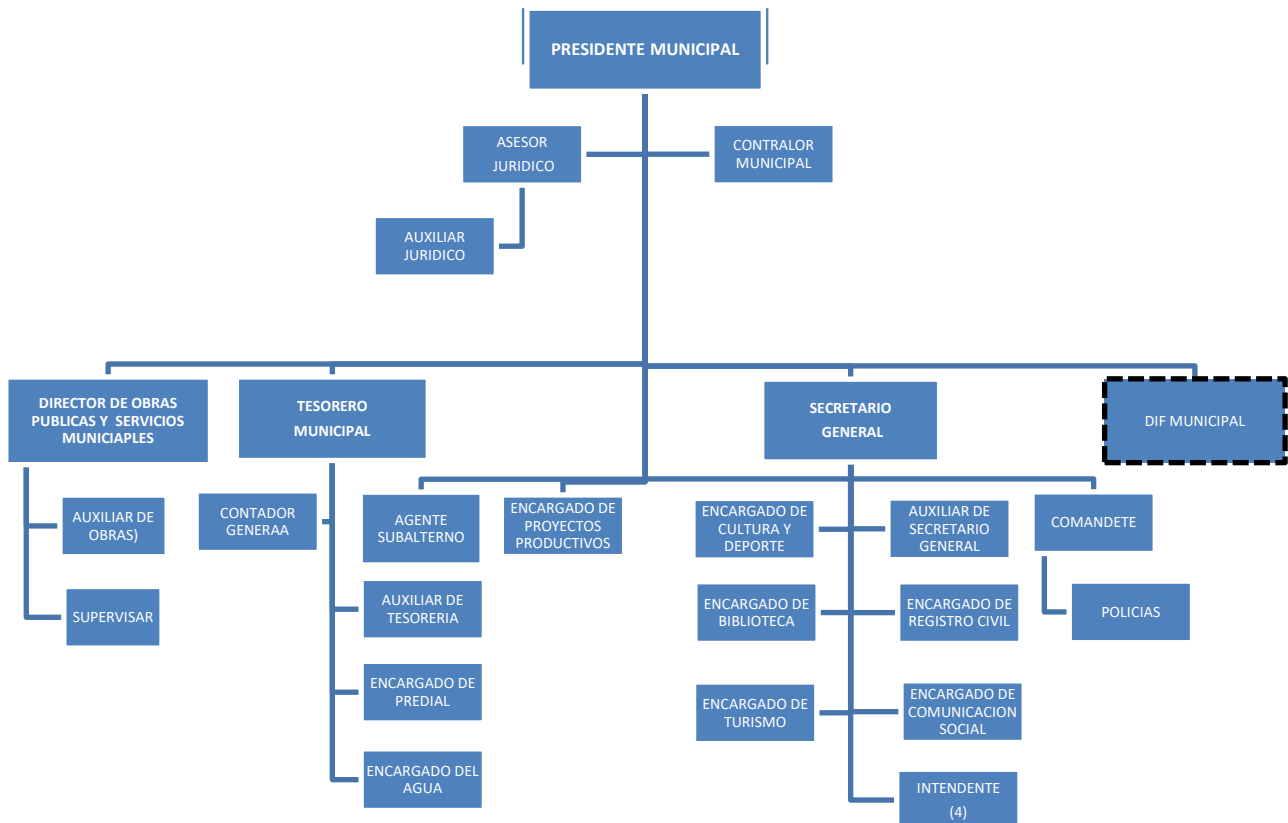 PRESIDENTE MUNICIPAL
ASESOR
JURIDICO
CONTRALOR
MUNICIPAL
AUXILIAR
JURIDICO
DIRECTOR DE OBRAS
PUBLICAS Y SERVICIOS
MUNICIAPLES
TESORERO
MUNICIPAL
SECRETARIO
GENERAL
DIF MUNICIPAL
AUXILIAR DE
OBRAS)
SUPERVISAR
CONTADOR
GENERAA
AGENTE
SUBALTERNO
ENCARGADO DE
PROYECTOS
PRODUCTIVOS
AUXILIAR DE
TESORERIA
ENCARGADO DE
PREDIAL
ENCARGADO DEL
AGUA
ENCARGADO DE
CULTURA Y
DEPORTE
AUXILIAR DE
SECRETARIO
GENERAL
ENCARGADO DE
BIBLIOTECA
ENCARGADO DE
REGISTRO CIVIL
ENCARGADO DE
TURISMO
ENCARGADO DE
COMUNICACION
SOCIAL
INTENDENTE
(4)
COMANDETE
POLICIAS